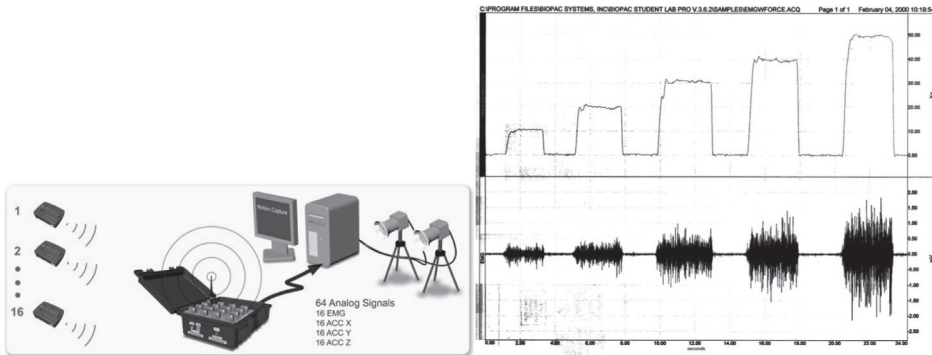 1
2
16
Motion Capture
64 Analog Signals
16 EMG
16 ACC X
16 ACC Y
16 ACC Z
C:\PROGRAM FILES\BIOPAC SYSTEMS, INC\BIOPAC STUDENT LAB PRO V.3.6.2\SAMPLES\EMGWFORCE.ACQ Page 1 of 1 February 04, 2000 10:19:54
50.00
40.00
30.00
20.00
10.00
0.00
2.00
1.50
1.00
0.50
0.00
-0.50
-1.00
-1.50
-2.00
-2.50
EMG
0.00 2.00 4.00 6.00 8.00 10.00 12.00 14.00 16.00 18.00 20.00 22.00 24.00
seconds